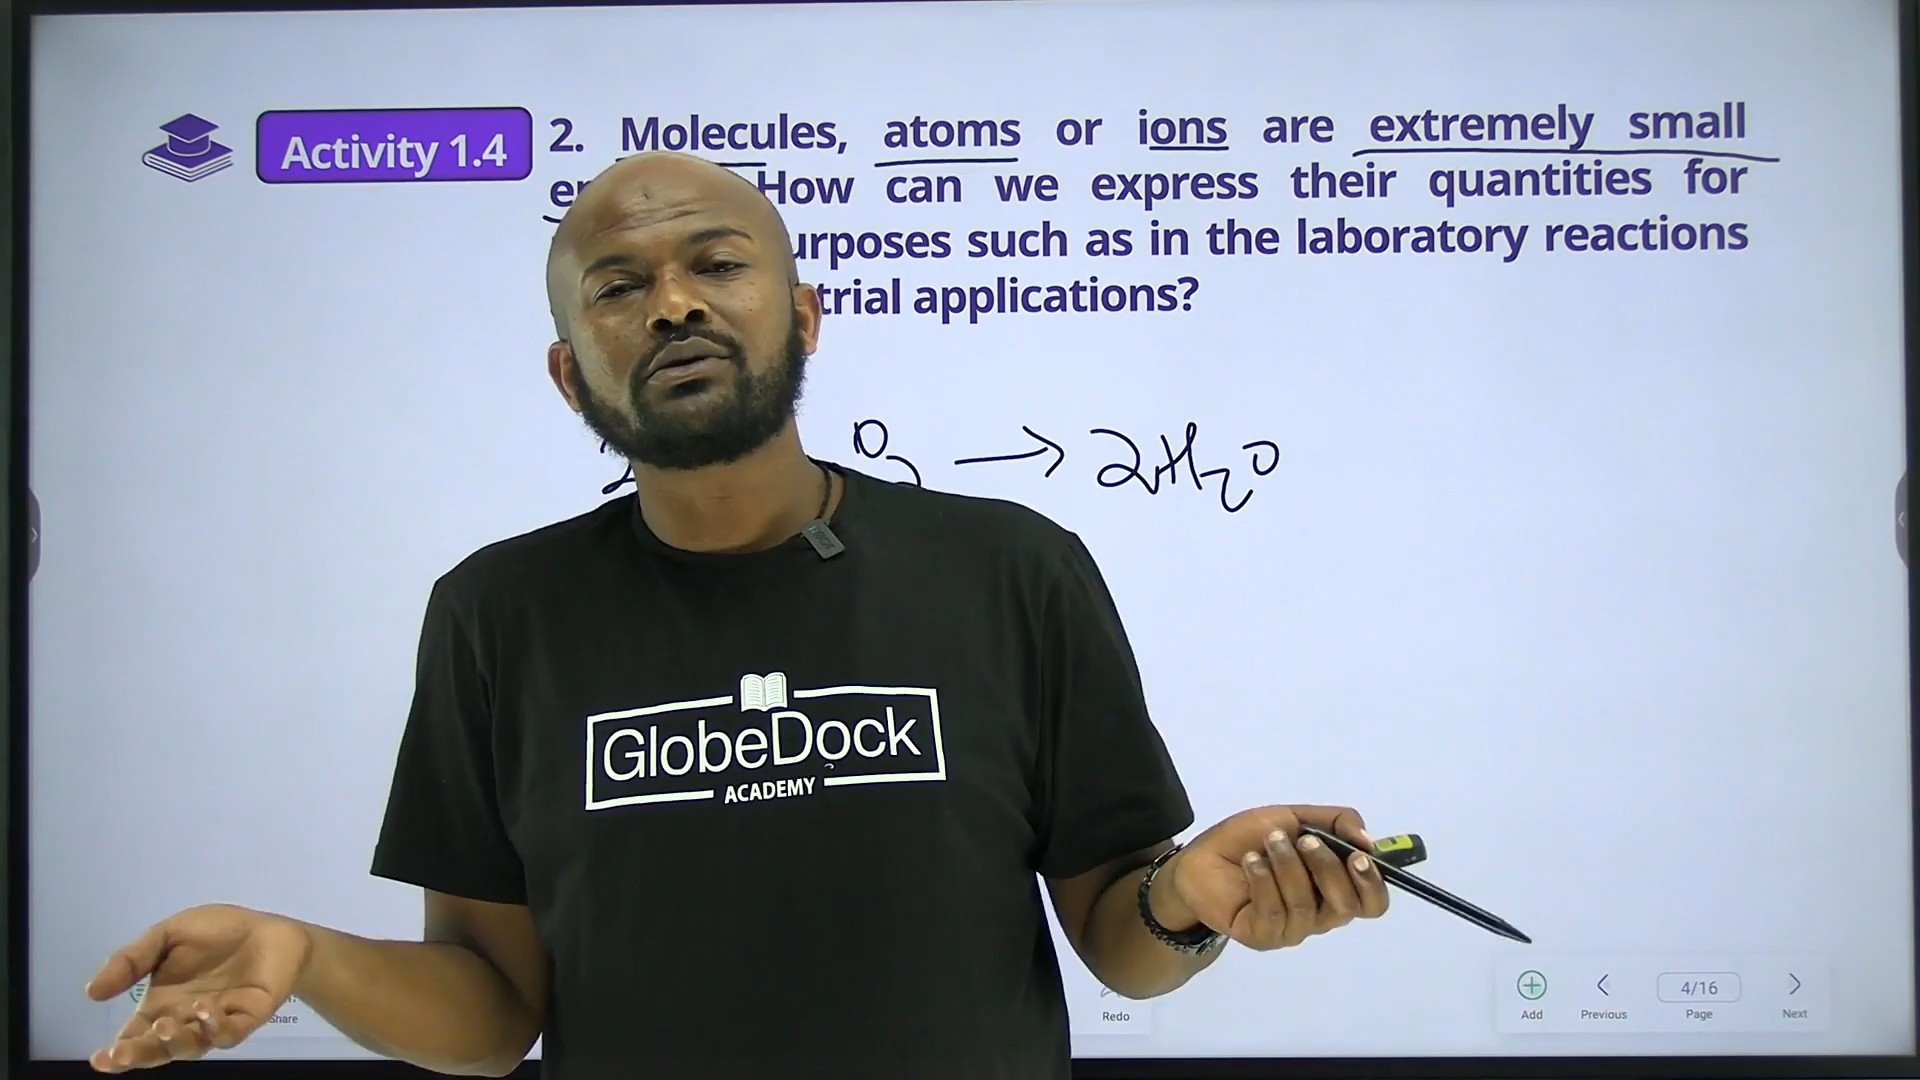 Activity 1.4
2. Molecules, atoms or ions are extremely small
How can we express their quantities for
urposes such as in the laboratory reactions
trial applications?
O2 → 2H2O
GlobeDock
ACADEMY
Share
Redo
Add
Previous
4/16
Page
Next